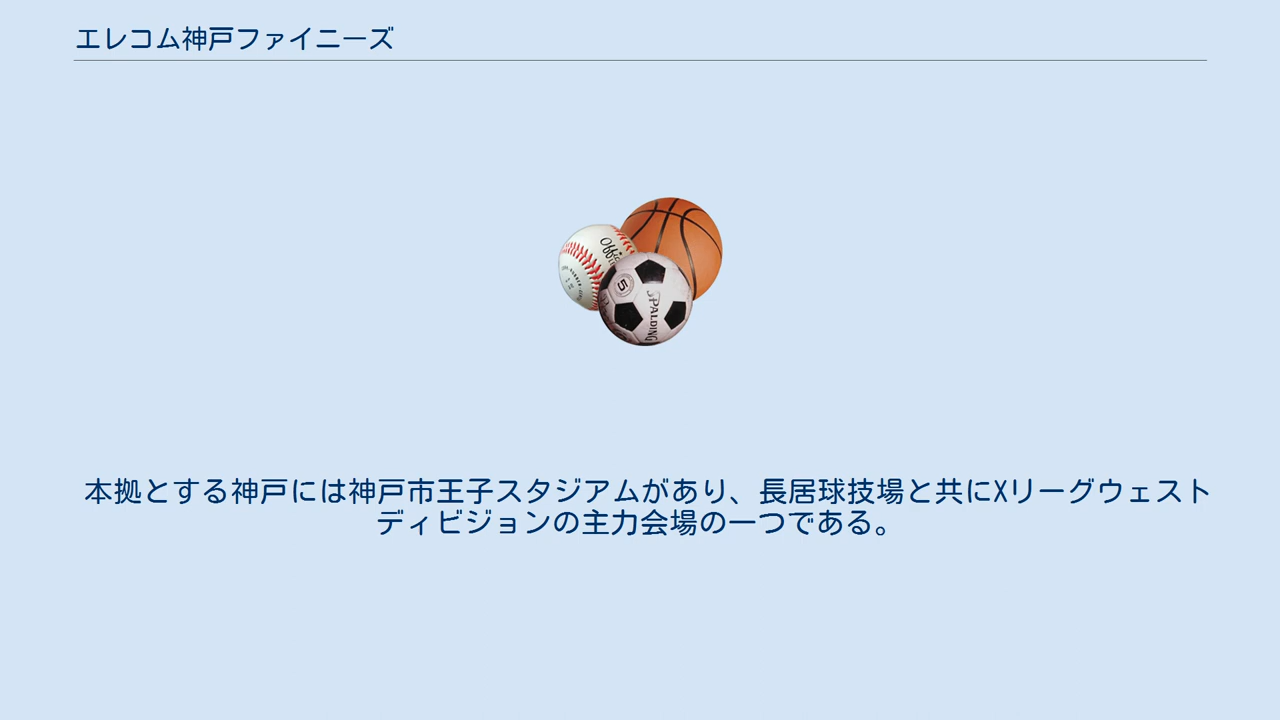 エレコム神戸ファイニーズ
Offic
5
SPALDING
本拠とする神戸には神戸市王子スタジアムがあり、長居球技場と共にXリーグウェスト
ディビジョンの主力会場の一つである。